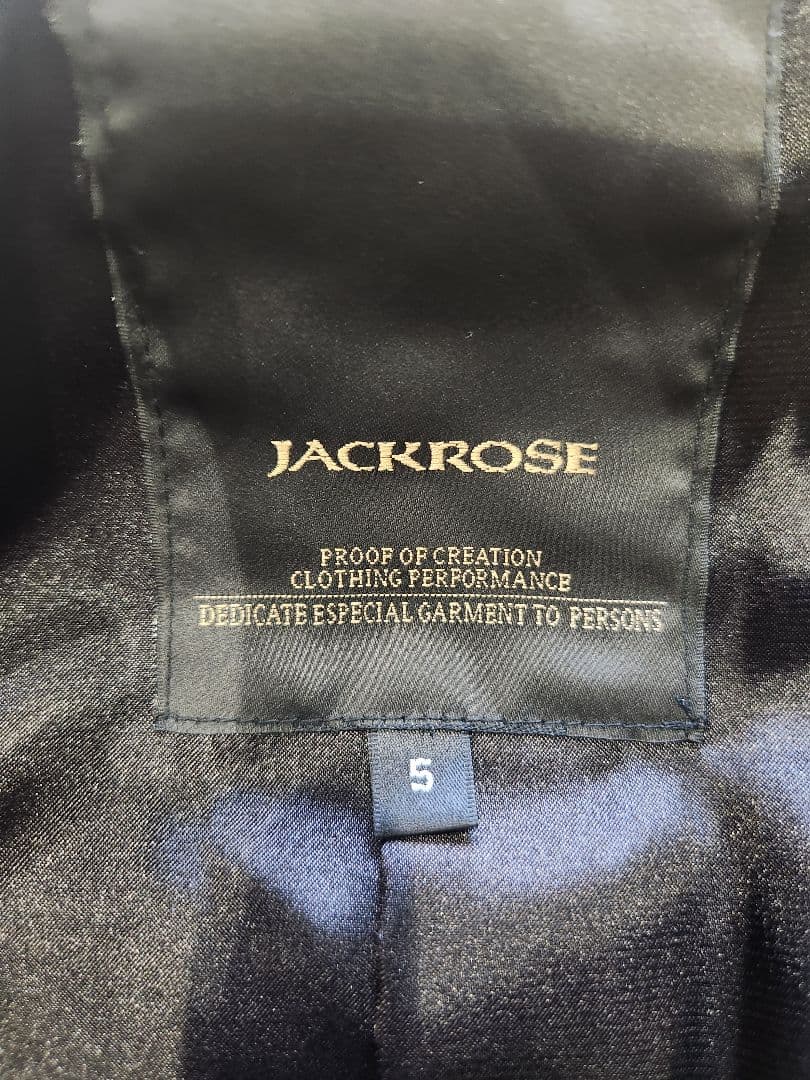 JACKROSE
PROOF OF CREATION
CLOTHING PERFORMANCE
DEDICATE ESPECIAL GARMENT TO PERSONS
5